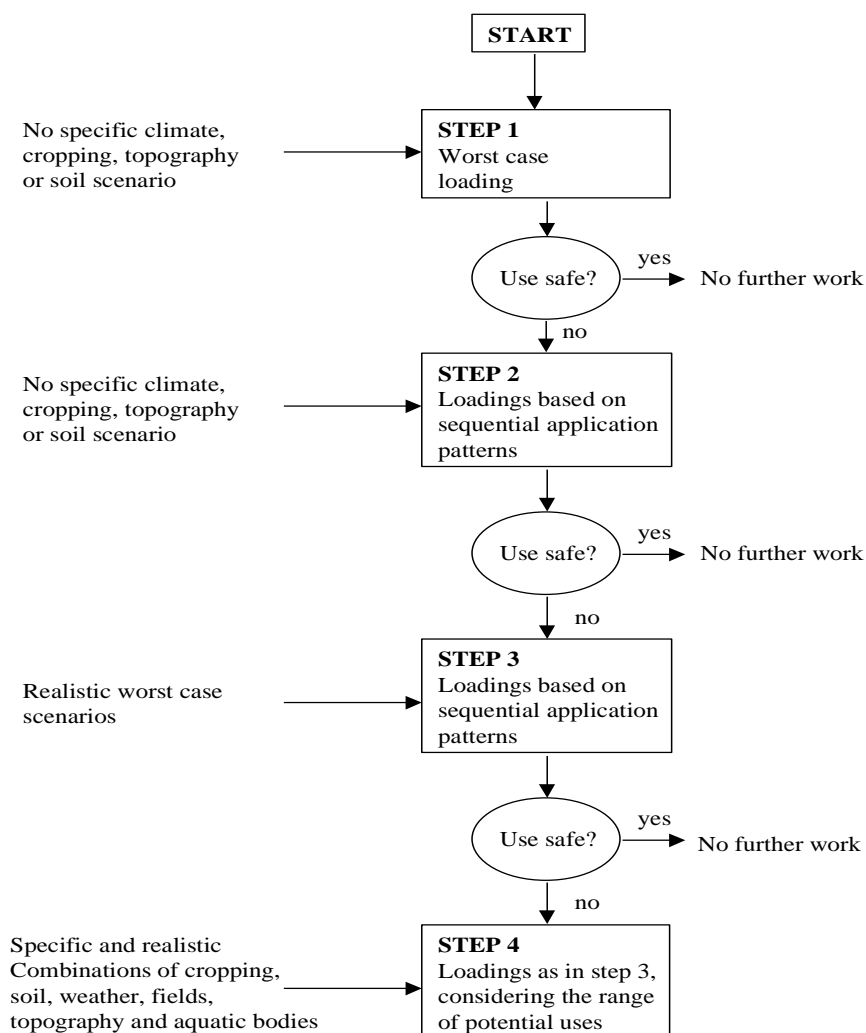 START
No specific climate,
cropping, topography
or soil scenario
STEP 1
Worst case
loading
Use safe?
yes
No further work
no
No specific climate,
cropping, topography
or soil scenario
STEP 2
Loadings based on
sequential application
patterns
Use safe?
yes
No further work
no
Realistic worst case
scenarios
STEP 3
Loadings based on
sequential application
patterns
Use safe?
yes
No further work
no
Specific and realistic
Combinations of cropping,
soil, weather, fields,
topography and aquatic bodies
STEP 4
Loadings as in step 3,
considering the range
of potential uses